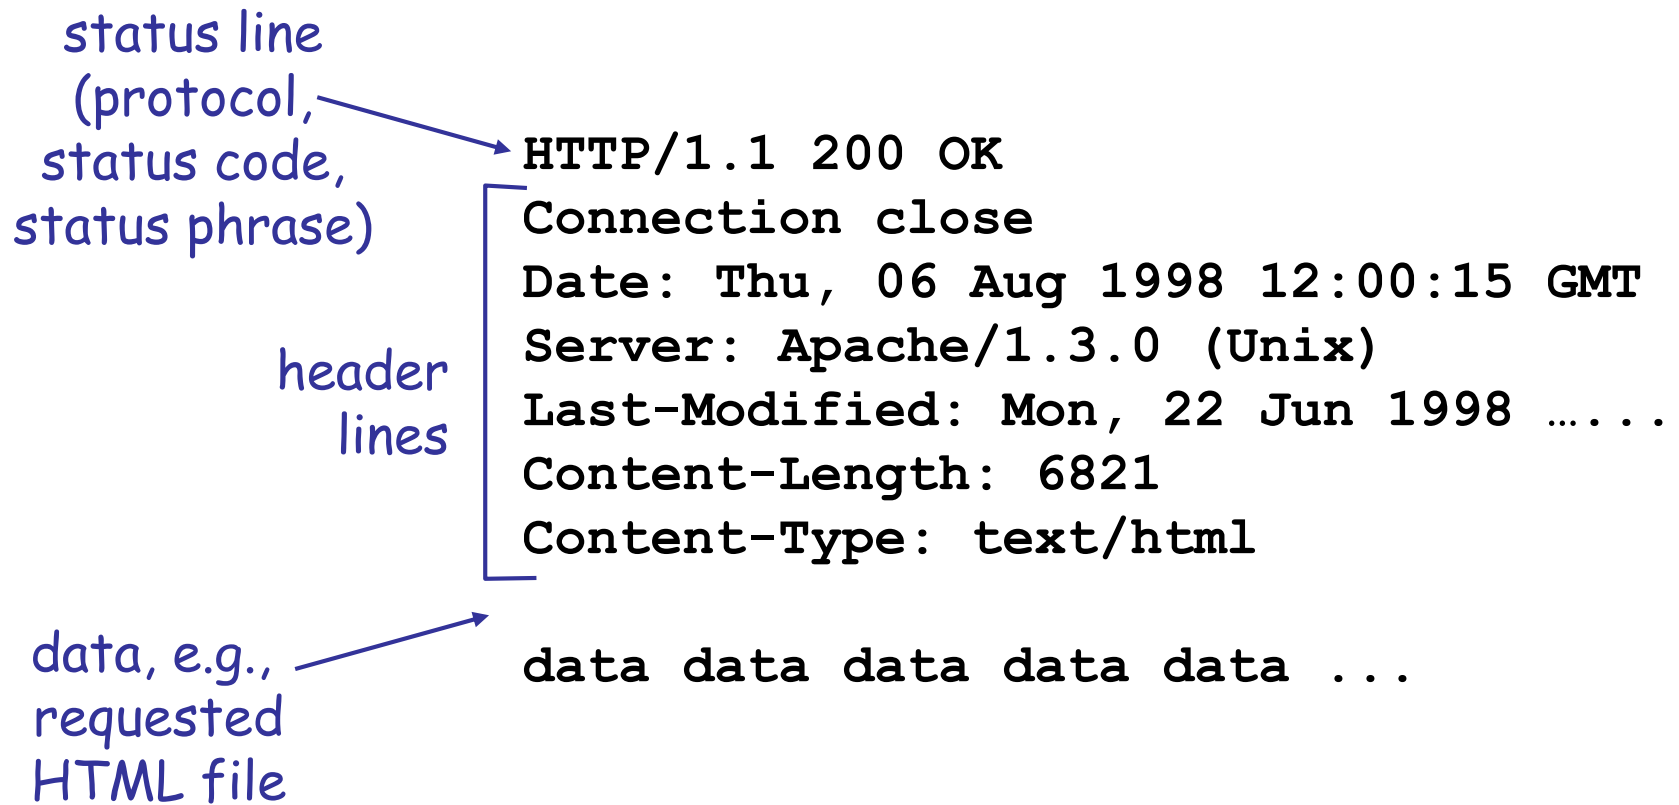 status line
(protocol,
status code,
status phrase)
HTTP/1.1 200 OK
Connection close
Date: Thu, 06 Aug 1998 12:00:15 GMT
Server: Apache/1.3.0 (Unix)
Last-Modified: Mon, 22 Jun 1998 …...
Content-Length: 6821
Content-Type: text/html
header
lines
data, e.g.,
requested
HTML file
data data data data data ...